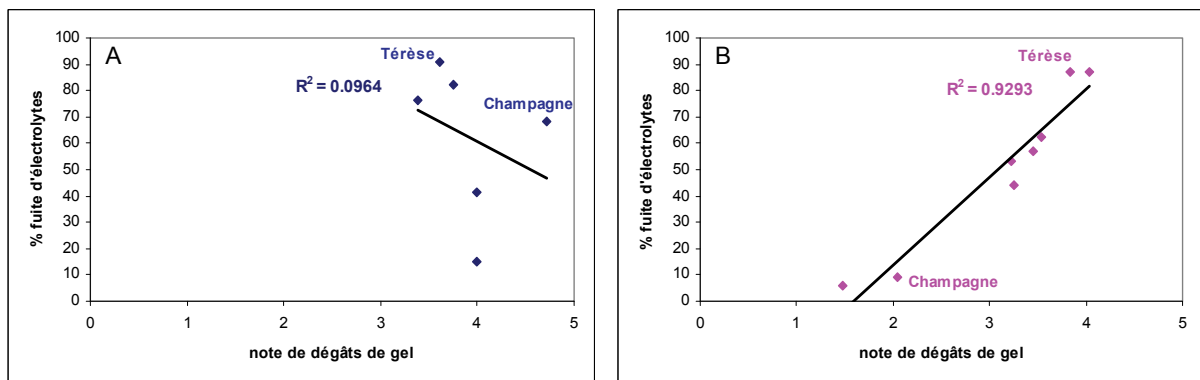 A
100
90
80
70
60
50
40
30
20
10
0
% fuite d'électrolytes
Térèse
R² = 0.0964
Champagne
0 1 2 3 4 5
note de dégâts de gel
B
100
90
80
70
60
50
40
30
20
10
0
% fuite d'électrolytes
Térèse
R² = 0.9293
Champagne
0 1 2 3 4 5
note de dégâts de gel